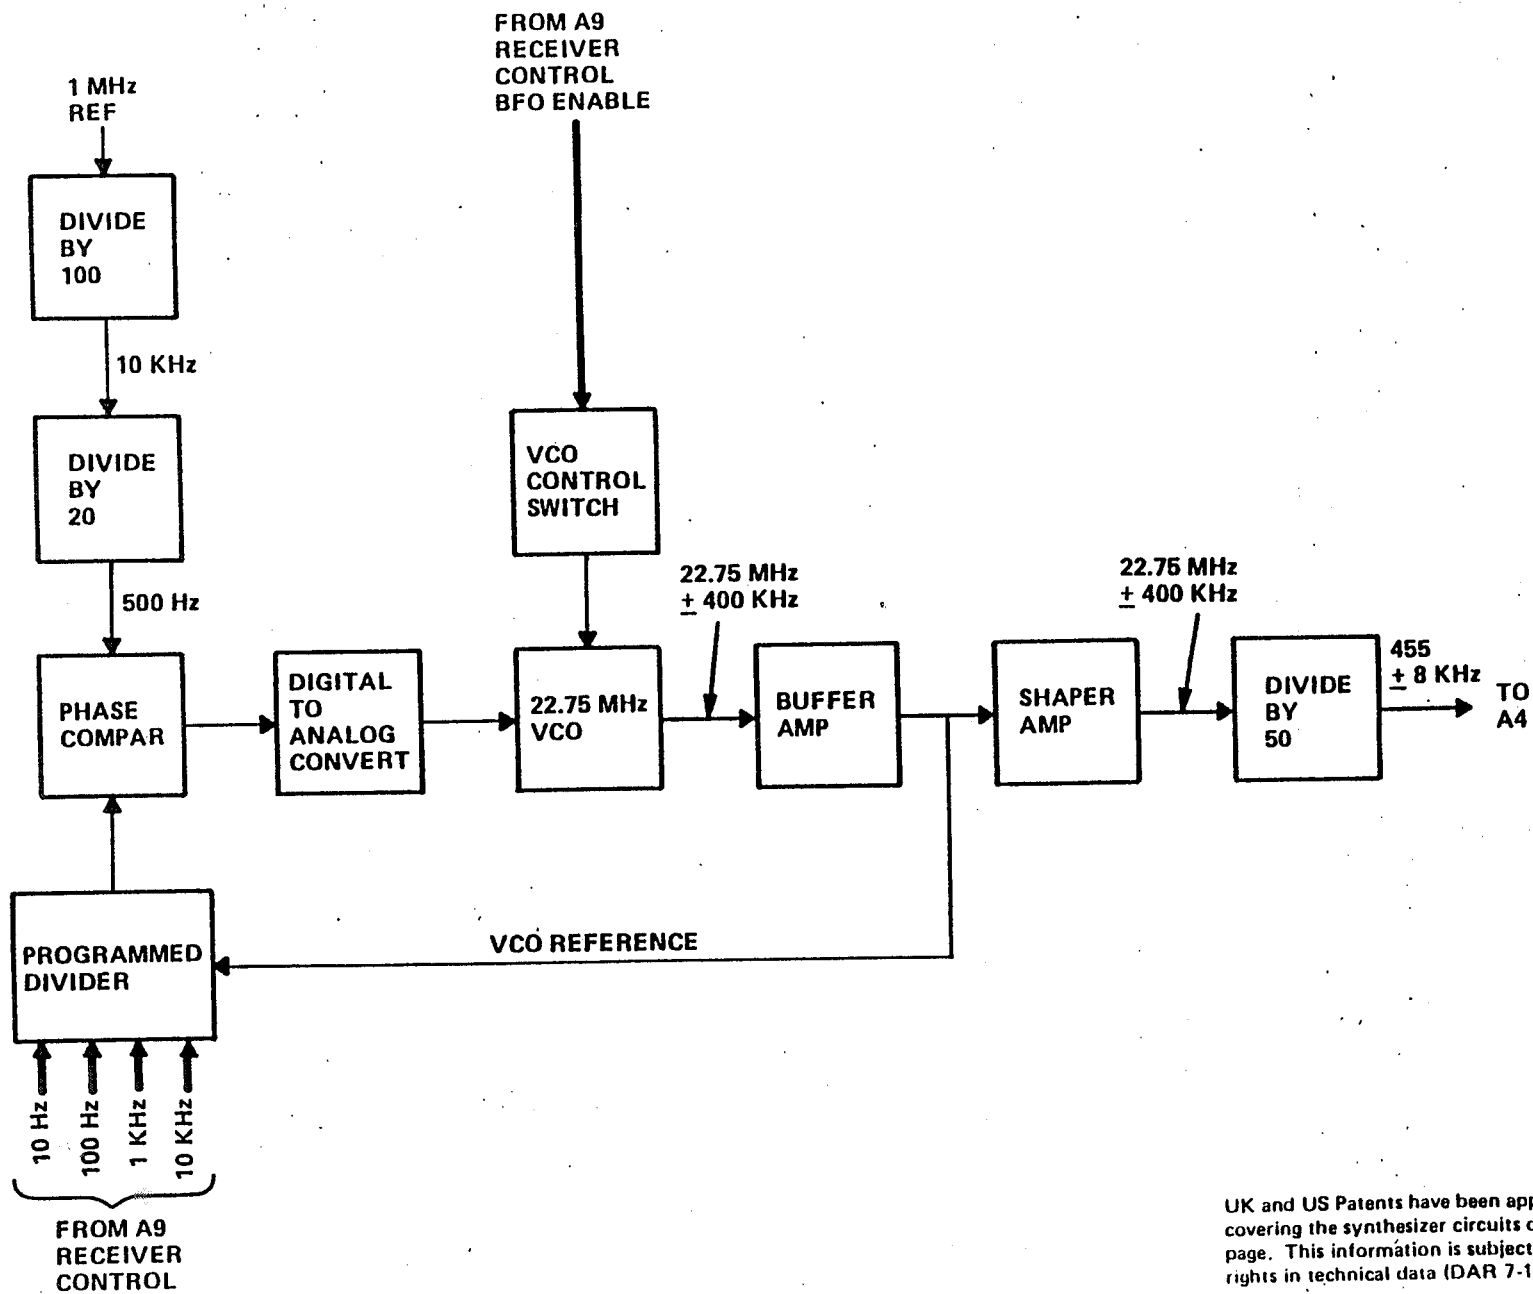 FROM A9
RECEIVER
CONTROL
BFO ENABLE
1 MHz
REF
DIVIDE
BY
100
10 KHz
DIVIDE
BY
20
VCO
CONTROL
SWITCH
500 Hz
22.75 MHz
± 400 KHz
22.75 MHz
± 400 KHz
PHASE
COMPAR
DIGITAL
TO
ANALOG
CONVERT
22.75 MHz
VCO
BUFFER
AMP
SHAPER
AMP
DIVIDE
BY
50
455
± 8 KHz
TO
A4
PROGRAMMED
DIVIDER
VCO REFERENCE
10 Hz
100 Hz
1 KHz
10 KHz
FROM A9
RECEIVER
CONTROL
UK and US Patents have been app
covering the synthesizer circuits o
page. This information is subject
rights in technical data (DAR 7-1